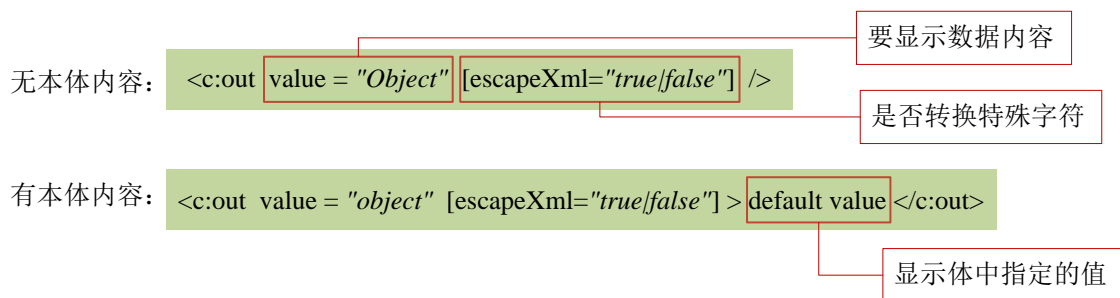 要显示数据内容
无本体内容： <c:out value = "Object" [escapeXml="true/false"] />
是否转换特殊字符
有本体内容： <c:out value = "object" [escapeXml="true/false"] > default value </c:out>
显示体中指定的值